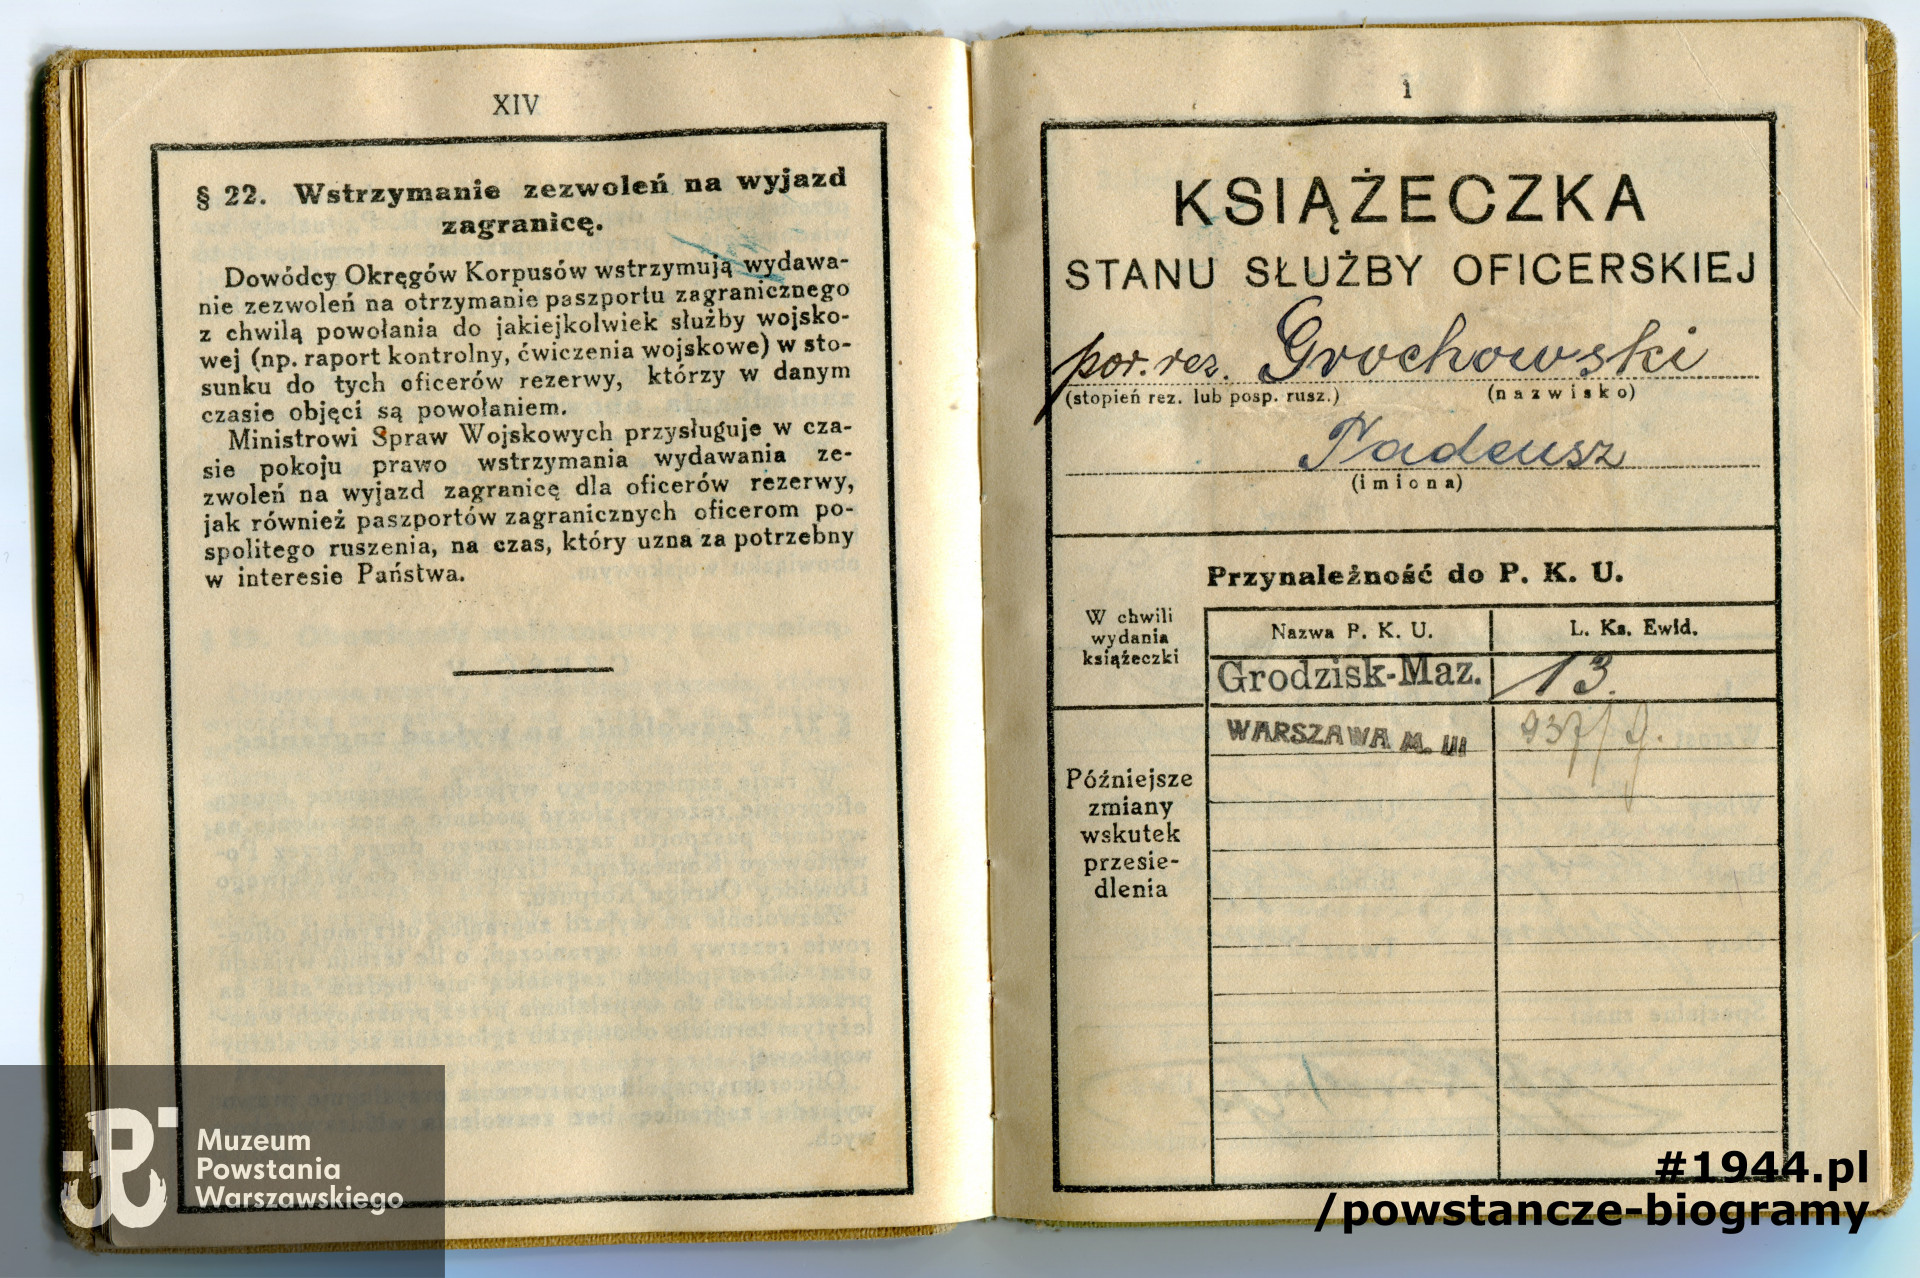 XIV
§ 22. Wstrzymanie zezwoleń na wyjazd
zagranicę.
Dowódcy Okręgów Korpusów wstrzymują wydawa-
nie zezwoleń na otrzymanie paszportu zagranicznego
z chwilą powołania do jakiejkolwiek służby wojsko-
wej (np. raport kontrolny, ćwiczenia wojskowe) w sto-
sunku do tych oficerów rezerwy, którzy w danym
czasie objęci są powołaniem.
Ministrowi Spraw Wojskowych przysługuje w cza-
sie pokoju prawo wstrzymania wydawania ze-
zwoleń na wyjazd zagranicę dla oficerów rezerwy,
jak również paszportów zagranicznych oficerom po-
spolitego ruszenia, na czas, który uzna za potrzebny
w interesie Państwa.
1
KSIĄŻECZKA
STANU SŁUŻBY OFICERSKIEJ
por. rez. Grochowski
(stopień rez. lub posp. rusz.) (nazwisko)
Tadeusz
(imiona)
Przynależność do P. K. U.
W chwili
wydania
książeczki
Nazwa P. K. U. L. Ks. Ewid.
Grodzisk-Maz. 13.
WARSZAWA M. III
Późniejsze
zmiany
wskutek
przesie-
dlenia
Muzeum
Powstania
Warszawskiego
#1944.pl
/powstancze-biogramy